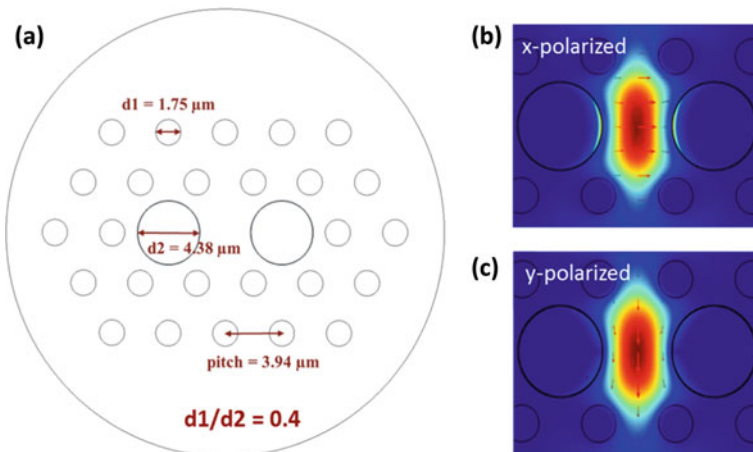 (a)
d1 = 1.75 µm
d2 = 4.38 µm
pitch = 3.94 µm
d1/d2 = 0.4
(b)
x-polarized
(c)
y-polarized